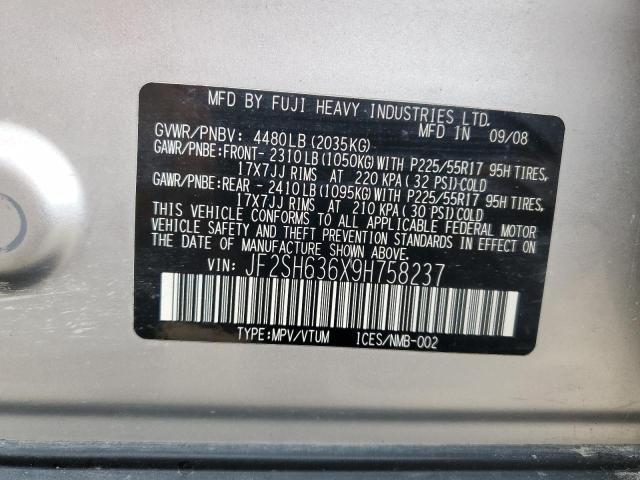 MFD BY FUJI HEAVY INDUSTRIES LTD.
MFD IN 09/08
GVWR/PNBV: 4480LB (2035KG)
GAWR/PNBE: FRONT- 2310 LB (1050KG) WITH P225/55R17 95H TIRES,
17X7JJ RIMS AT 220 KPA (32 PSI) COLD
GAWR/PNBE: REAR - 2410 LB (1095KG) WITH P225/55R17 95H TIRES,
17X7JJ RIMS AT 210 KPA (30 PSI) COLD
THIS VEHICLE CONFORMS TO ALL APPLICABLE FEDERAL MOTOR
VEHICLE SAFETY AND THEFT PREVENTION STANDARDS IN EFFECT
ON THE DATE OF MANUFACTURE SHOWN ABOVE.
VIN: JF2SH636X9H758237
TYPE: MPV/VTUM ICES/NMB-002